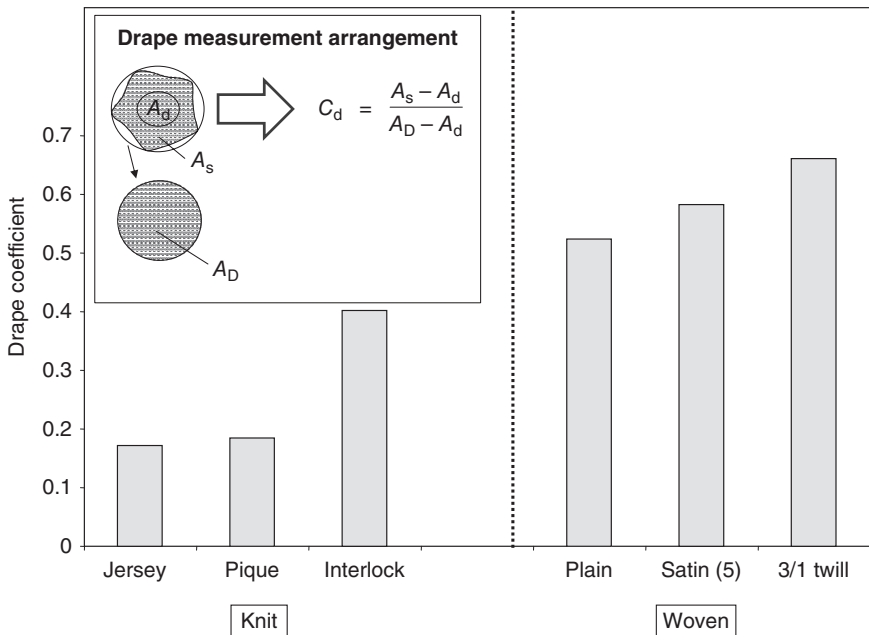 Drape measurement arrangement
A_d
A_s
A_D
C_d = (A_s – A_d) / (A_D – A_d)
Drape coefficient
0.7
0.6
0.5
0.4
0.3
0.2
0.1
0
Jersey Pique Interlock Plain Satin (5) 3/1 twill
Knit Woven